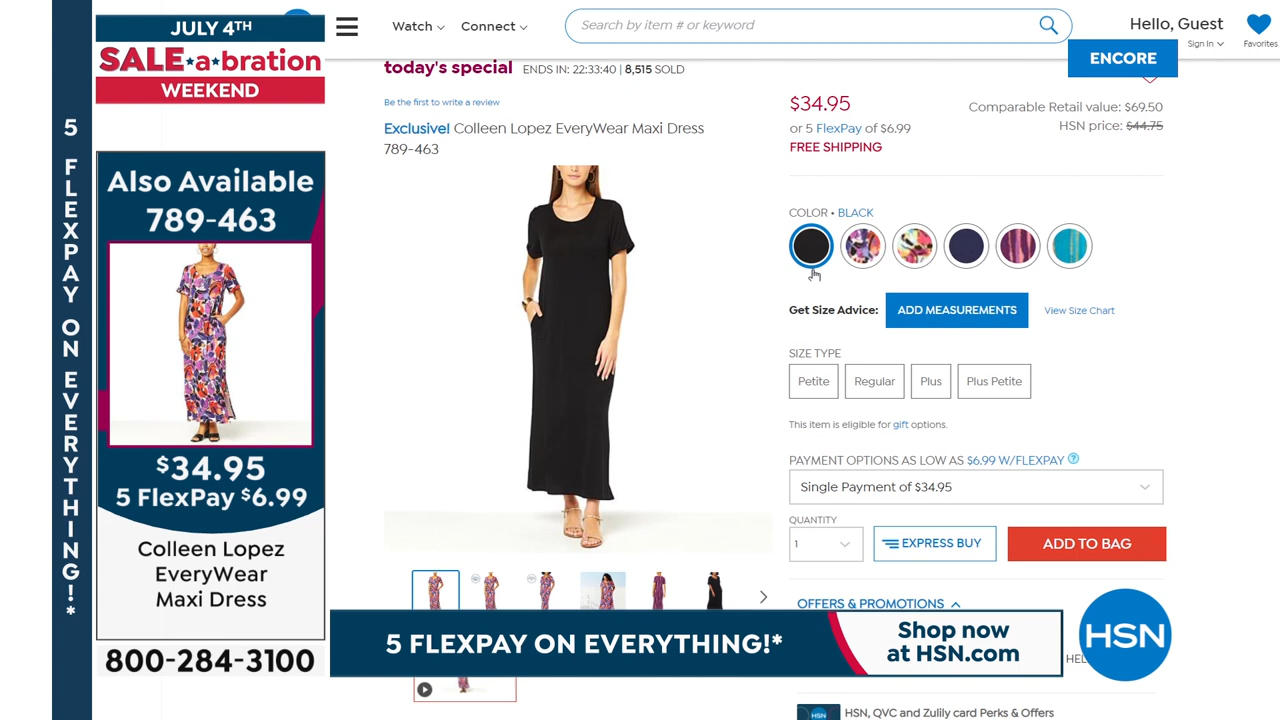 5 FLEXPAY ON EVERYTHING!*
JULY 4TH
SALE★a★bration
WEEKEND
Also Available
789-463
$34.95
5 FlexPay $6.99
Colleen Lopez
EveryWear
Maxi Dress
800-284-3100
Watch
Connect
Search by item # or keyword
Hello, Guest
Sign In
Favorites
ENCORE
today's special ENDS IN: 22:33:40 | 8,515 SOLD
Be the first to write a review
Exclusive! Colleen Lopez EveryWear Maxi Dress
789-463
$34.95
or 5 FlexPay of $6.99
FREE SHIPPING
Comparable Retail value: $69.50
HSN price: $44.75
COLOR • BLACK
Get Size Advice:
ADD MEASUREMENTS
View Size Chart
SIZE TYPE
Petite
Regular
Plus
Plus Petite
This item is eligible for gift options.
PAYMENT OPTIONS AS LOW AS $6.99 W/FLEXPAY
Single Payment of $34.95
QUANTITY
1
EXPRESS BUY
ADD TO BAG
OFFERS & PROMOTIONS
5 FLEXPAY ON EVERYTHING!*
Shop now
at HSN.com
HSN
HEL
HSN, QVC and Zulily card Perks & Offers